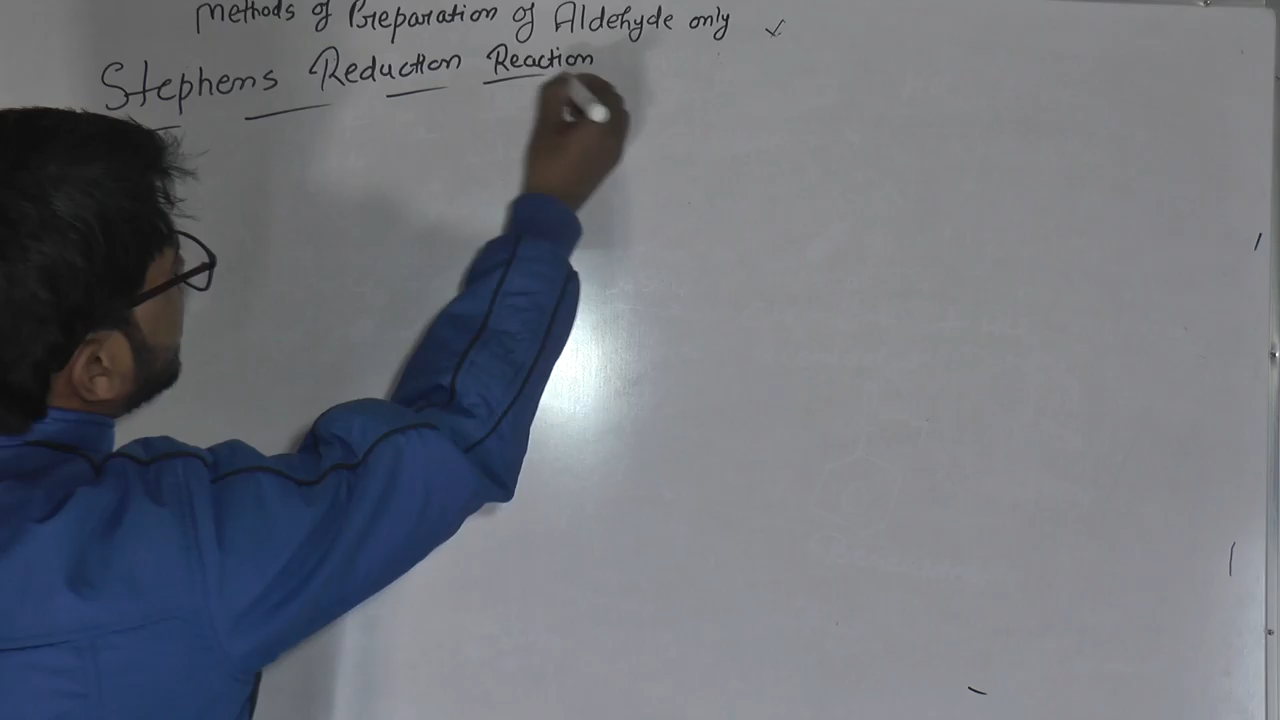 Methods of Preparation of Aldehyde only
Stephens Reduction Reaction